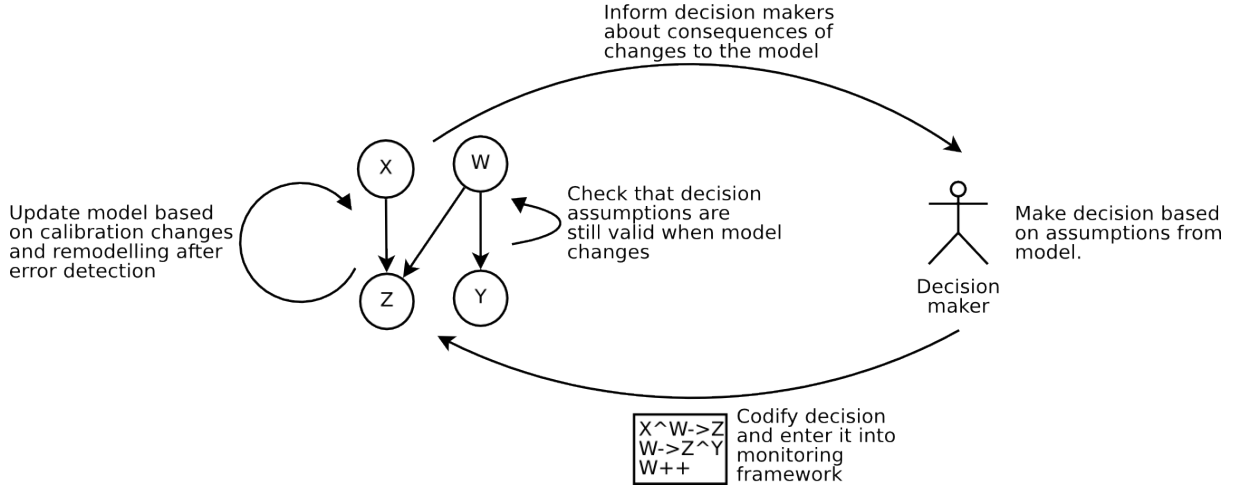 Inform decision makers
about consequences of
changes to the model
X
W
Update model based
on calibration changes
and remodelling after
error detection
Check that decision
assumptions are
still valid when model
changes
Z
Y
Make decision based
on assumptions from
model.
Decision
maker
X^W->Z
W->Z^Y
W++
Codify decision
and enter it into
monitoring
framework